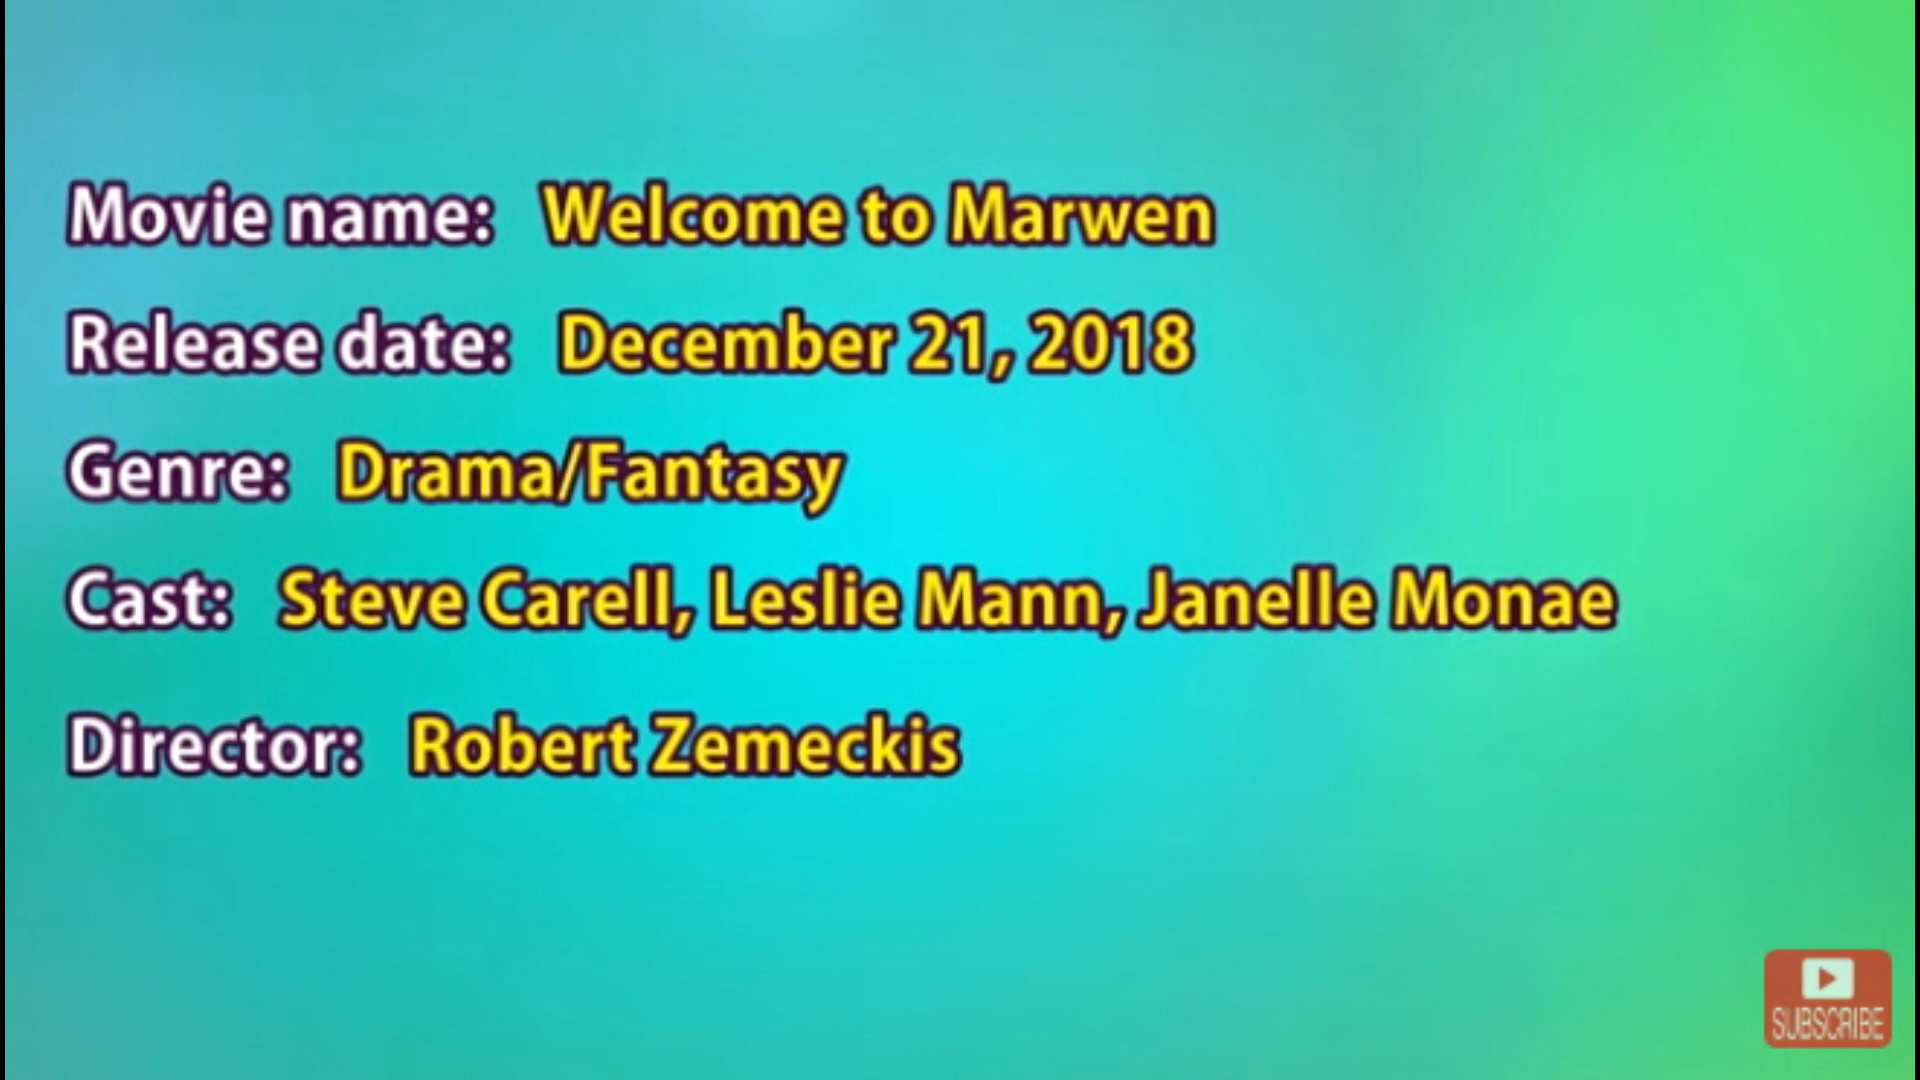 Movie name: Welcome to Marwen
Release date: December 21, 2018
Genre: Drama/Fantasy
Cast: Steve Carell, Leslie Mann, Janelle Monae
Director: Robert Zemeckis
SUBSCRIBE